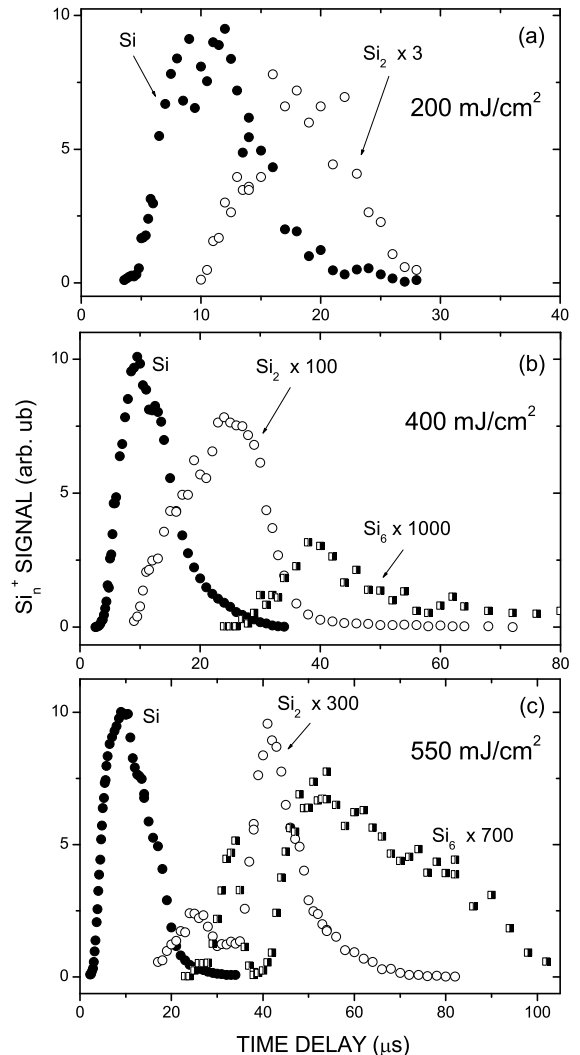 10
5
0
Si
Si₂ x 3
(a)
200 mJ/cm²
0 10 20 30 40
10
5
0
Si
Si₂ x 100
(b)
400 mJ/cm²
Si₆ x 1000
0 20 40 60 80
Siₙ⁺ SIGNAL (arb. ub)
10
5
0
Si
Si₂ x 300
(c)
550 mJ/cm²
Si₆ x 700
0 20 40 60 80 100
TIME DELAY (μs)